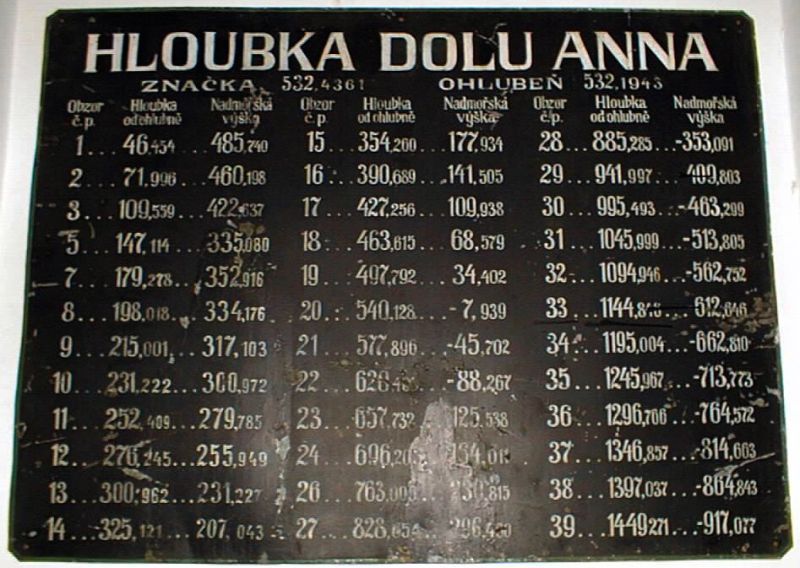 HLOUBKA DOLU ANNA
ZNAČKA 532,4361 OHLUBEŇ 532,1943
Obzor Hloubka Nadmořská Obzor Hloubka Nadmořská Obzor Hloubka Nadmořská
č.p. od ohlubně výška č.p. od ohlubně výška č.p. od ohlubně výška
1...46,454...485,740 15...354,260...177,934 28...885,285...-353,091
2...71,996...460,198 16...390,689...141,505 29...941,997...-409,803
3...109,559...422,637 17...427,256...109,938 30...995,493...-463,299
5...147,114...335,080 18...463,615...68,579 31...1045,999...-513,805
7...179,278...352,916 19...497,792...34,402 32...1094,946...-562,752
8...198,018...334,176 20...540,128...-7,939 33...-612,646
9...215,001...317,103 21...577,896...-45,702 34...1195,004...-662,810
10...231,222...300,972 22...-88,267 35...1245,967...-713,773
11...252,409...279,785 23...657,732...125,538 36...1296,766...-764,572
12...276,245...255,949 24... 37...1346,857...-814,663
13...300,962...231,227 26... 38...1397,037...-864,843
14...325,121...207,043 27...828,654... 39...1449,271...-917,077